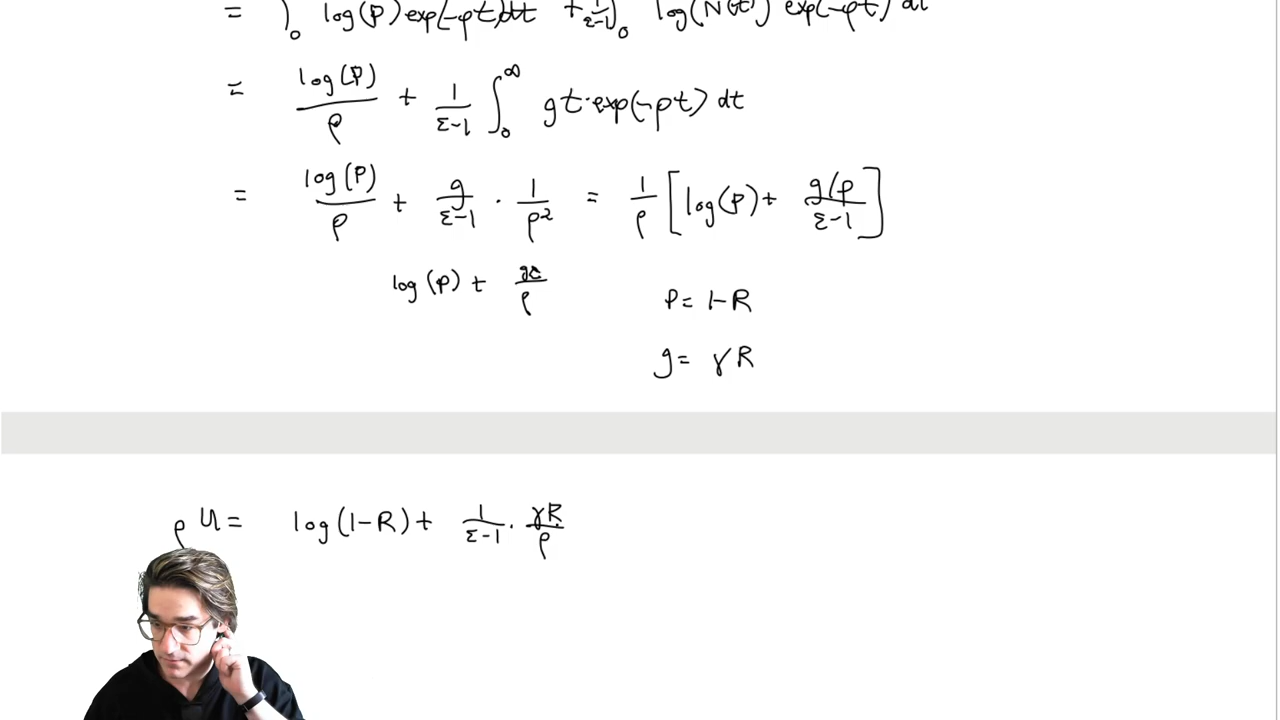 = ∫₀ log(P) exp(-ρt) dt + 1/(ε-1) ∫₀ log(N(t)) exp(-ρt) dt
= log(P)/ρ + 1/(ε-1) ∫₀^∞ gt·exp(-ρt) dt
= log(P)/ρ + g/(ε-1) · 1/ρ² = 1/ρ [log(P) + (g/ρ)/(ε-1)]
log(P) +
P = 1-R
g = γR
ρU = log(1-R) + 1/(ε-1) · γR/ρ